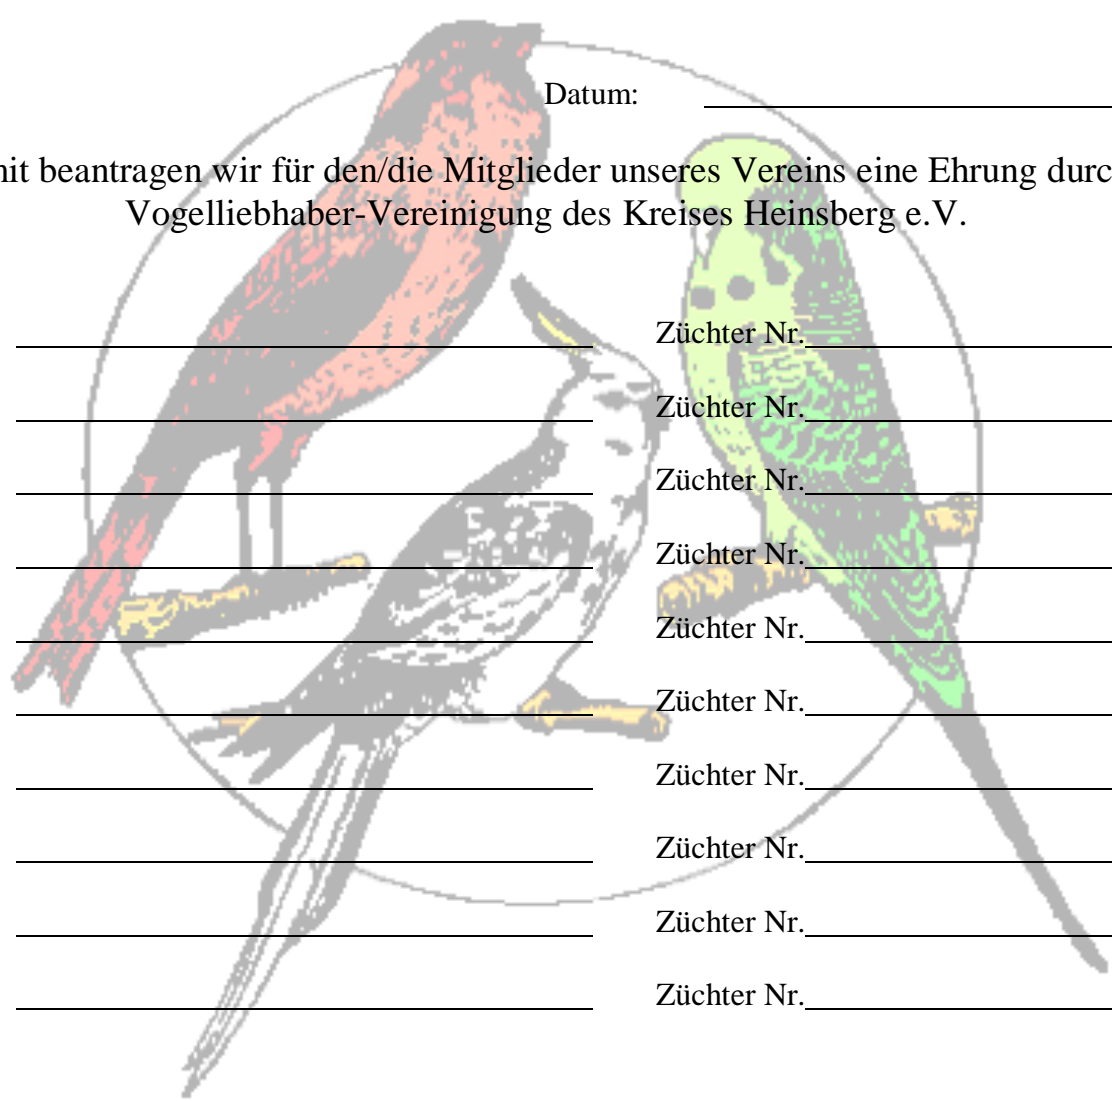 Datum:
mit beantragen wir für den/die Mitglieder unseres Vereins eine Ehrung durc
Vogelliebhaber-Vereinigung des Kreises Heinsberg e.V.
Züchter Nr.
Züchter Nr.
Züchter Nr.
Züchter Nr.
Züchter Nr.
Züchter Nr.
Züchter Nr.
Züchter Nr.
Züchter Nr.
Züchter Nr.